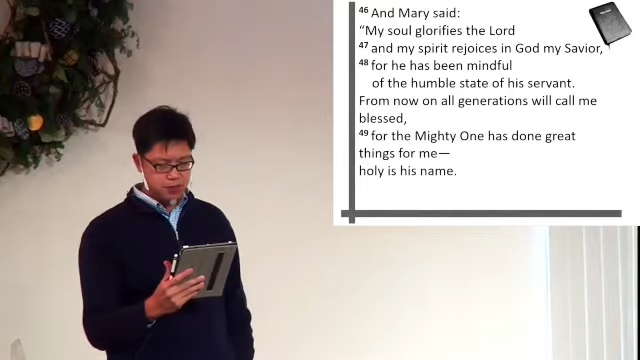 46 And Mary said:
“My soul glorifies the Lord
47 and my spirit rejoices in God my Savior,
48 for he has been mindful
of the humble state of his servant.
From now on all generations will call me
blessed,
49 for the Mighty One has done great
things for me—
holy is his name.